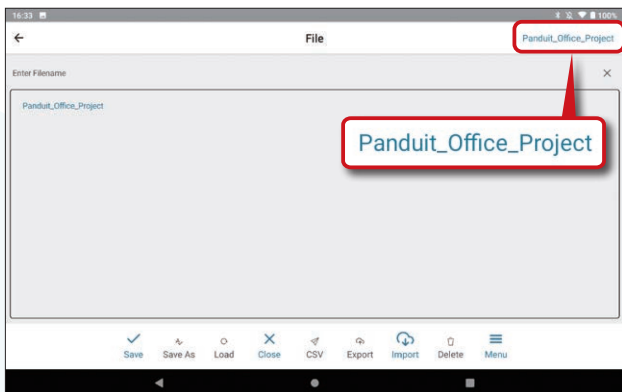 16:33 100%
File Panduit_Office_Project
Enter Filename
Panduit_Office_Project
Panduit_Office_Project
Save Save As Load Close CSV Export Import Delete Menu